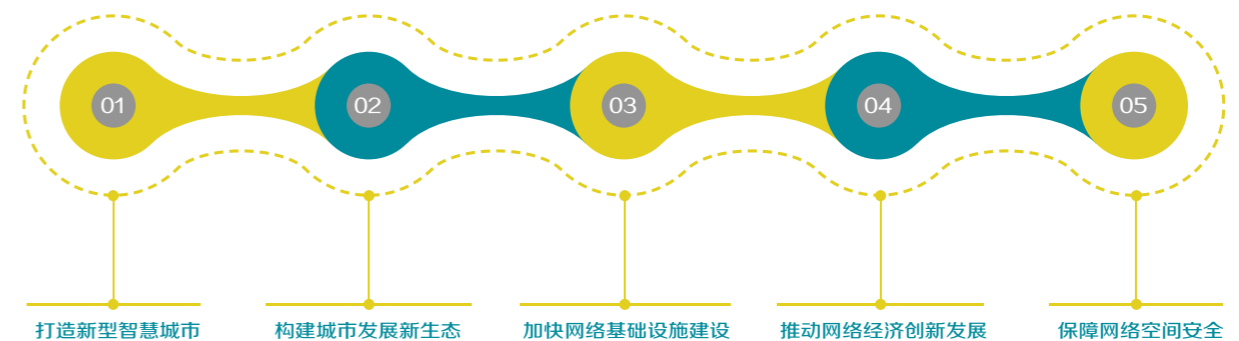 01 02 03 04 05
打造新型智慧城市 构建城市发展新生态 加快网络基础设施建设 推动网络经济创新发展 保障网络空间安全